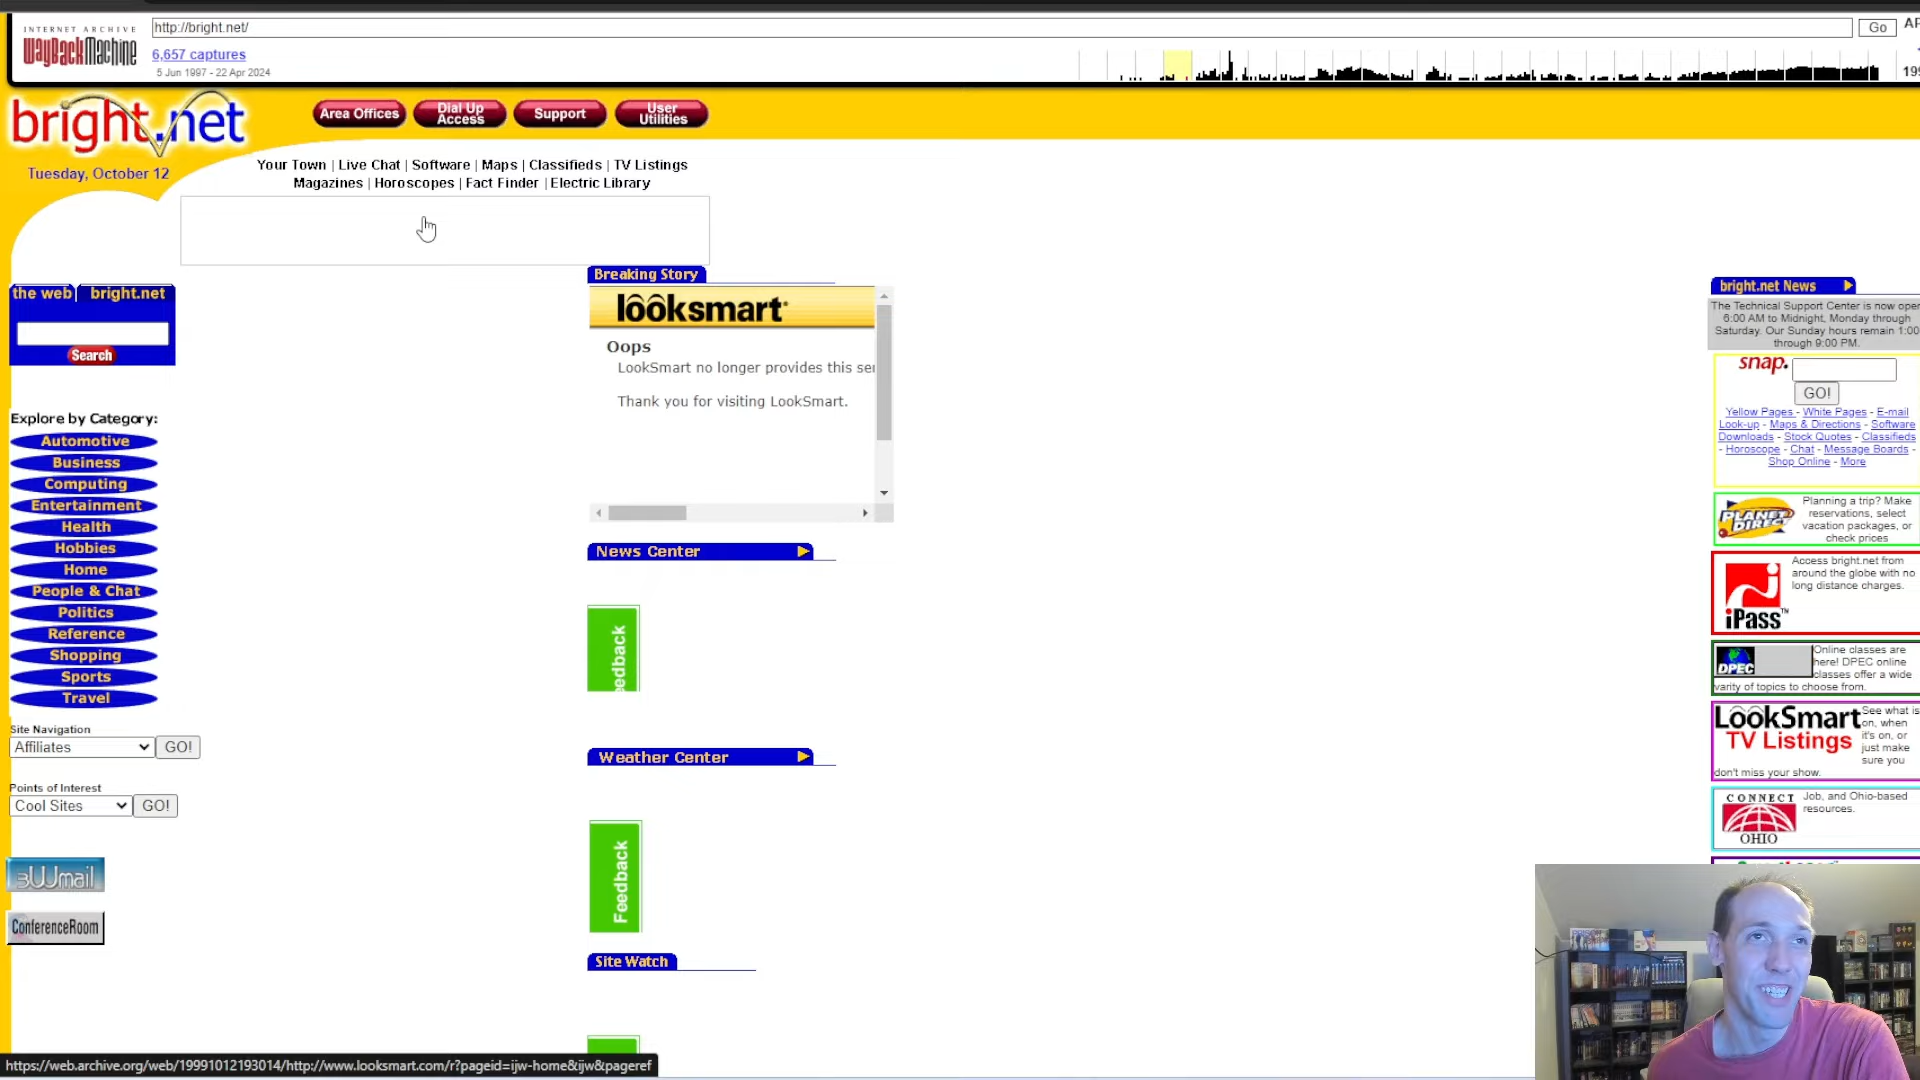 INTERNET ARCHIVE
WayBackMachine
http://bright.net/
Go
6,657 captures
5 Jun 1997 - 22 Apr 2024
bright.net
Tuesday, October 12
Area Offices
Dial Up Access
Support
User Utilities
Your Town | Live Chat | Software | Maps | Classifieds | TV Listings
Magazines | Horoscopes | Fact Finder | Electric Library
the web
bright.net
Search
Explore by Category:
Automotive
Business
Computing
Entertainment
Health
Hobbies
Home
People & Chat
Politics
Reference
Shopping
Sports
Travel
Site Navigation
Affiliates
GO!
Points of Interest
Cool Sites
GO!
3WWmail
ConferenceRoom
Breaking Story
looksmart
Oops
LookSmart no longer provides this ser
Thank you for visiting LookSmart.
News Center
edback
Weather Center
Feedback
Site Watch
bright.net News
The Technical Support Center is now open
6:00 AM to Midnight, Monday through
Saturday. Our Sunday hours remain 1:00
through 9:00 PM.
snap.
GO!
Yellow Pages - White Pages - E-mail
Look-up - Maps & Directions - Software
Downloads - Stock Quotes - Classifieds
- Horoscope - Chat - Message Boards -
Shop Online - More
PLANET DIRECT
Planning a trip? Make
reservations, select
vacation packages, or
check prices
iPass™
Access bright.net from
around the globe with no
long distance charges.
DPEC
Online classes are
here! DPEC online
classes offer a wide
varity of topics to choose from.
LookSmart
TV Listings
See what is
on, when
it's on, or
just make
sure you
don't miss your show.
CONNECT
OHIO
Job, and Ohio-based
resources.
https://web.archive.org/web/19991012193014/http://www.looksmart.com/r?pageid=ijw-home&ijw&pageref